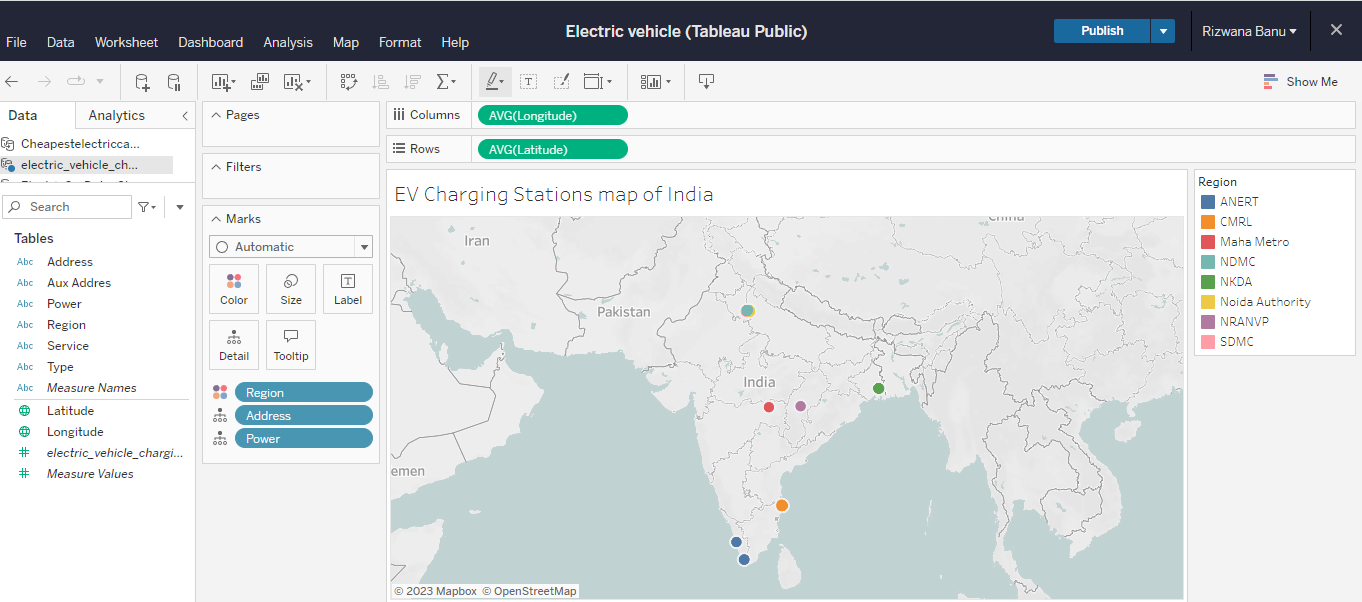 Electric vehicle (Tableau Public)
Publish
Rizwana Banu
File Data Worksheet Dashboard Analysis Map Format Help
Show Me
Data Analytics
Cheapestelectricca...
electric_vehicle_ch...
Search
Tables
Abc Address
Abc Aux Address
Abc Power
Abc Region
Abc Service
Abc Type
Abc Measure Names
Latitude
Longitude
electric_vehicle_chargi...
Measure Values
Pages
Filters
Marks
Automatic
Color Size Label
Detail Tooltip
Region
Address
Power
Columns AVG(Longitude)
Rows AVG(Latitude)
EV Charging Stations map of India
China
Iran
Pakistan
India
emen
© 2023 Mapbox © OpenStreetMap
Region
ANERT
CMRL
Maha Metro
NDMC
NKDA
Noida Authority
NRANVP
SDMC